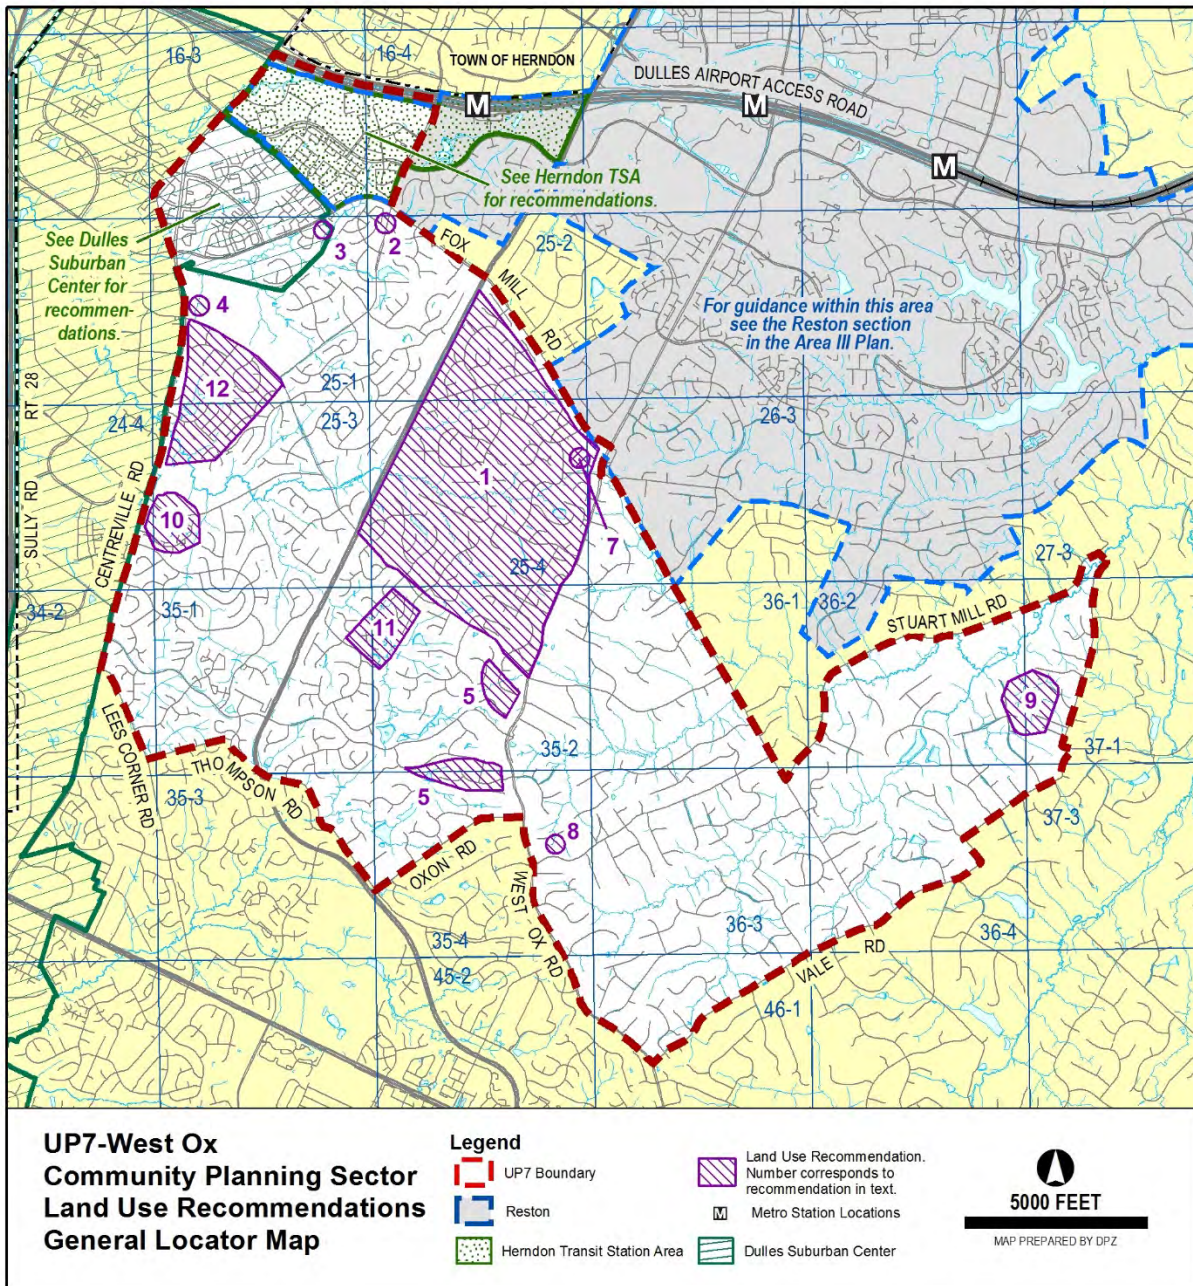 16-3
16-4
TOWN OF HERNDON
DULLES AIRPORT ACCESS ROAD
M
M
M
See Herndon TSA
for recommendations.
See Dulles
Suburban
Center for
recommen-
dations.
3
2
FOX
MILL
RD
25-2
4
For guidance within this area
see the Reston section
in the Area III Plan.
12
25-1
25-3
26-3
24-4
SULLY RD
RT 28
CENTREVILLE RD
1
10
7
25-4
27-3
34-2
35-1
36-1
36-2
STUART MILL RD
11
5
9
35-2
37-1
LEES CORNER RD
THOMPSON RD
35-3
5
37-3
8
OXON RD
WEST OX RD
35-4
45-2
36-3
36-4
VALE RD
46-1
UP7-West Ox
Community Planning Sector
Land Use Recommendations
General Locator Map
Legend
UP7 Boundary
Reston
Herndon Transit Station Area
Land Use Recommendation.
Number corresponds to
recommendation in text.
M Metro Station Locations
Dulles Suburban Center
5000 FEET
MAP PREPARED BY DPZ